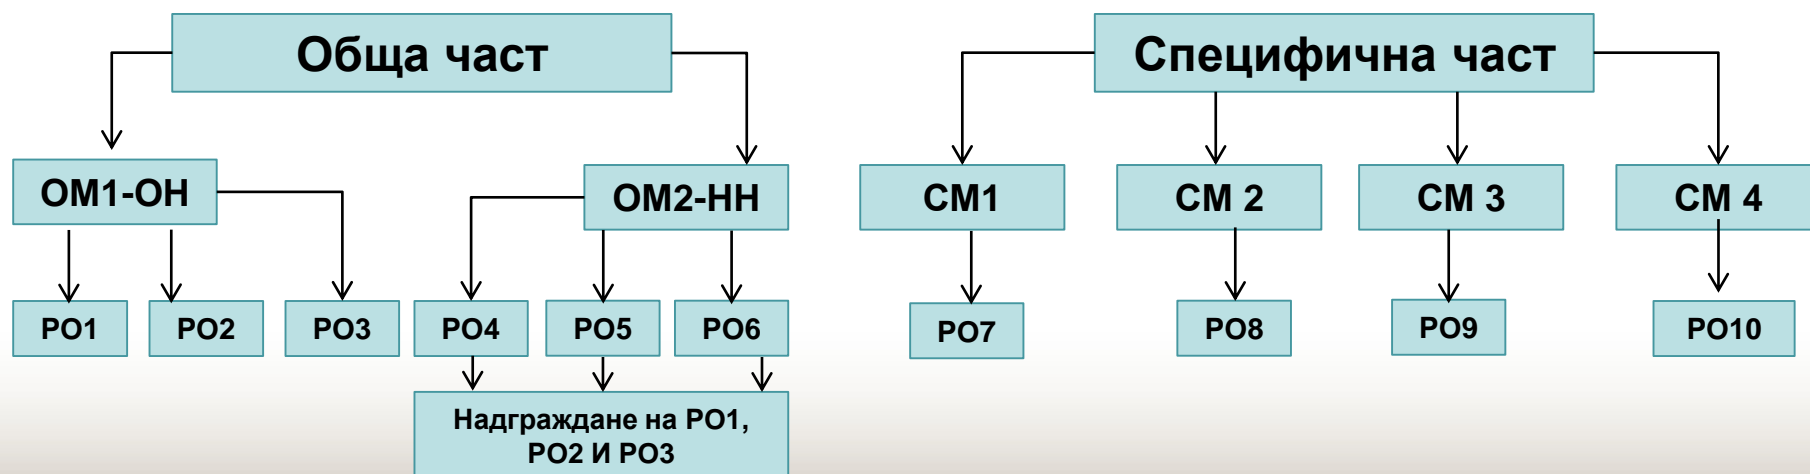 Обща част
Специфична част
ОМ1-ОН
ОМ2-НН
СМ1
СМ 2
СМ 3
СМ 4
РО1
РО2
РО3
РО4
РО5
РО6
РО7
РО8
РО9
РО10
Надграждане на РО1,
РО2 И РО3